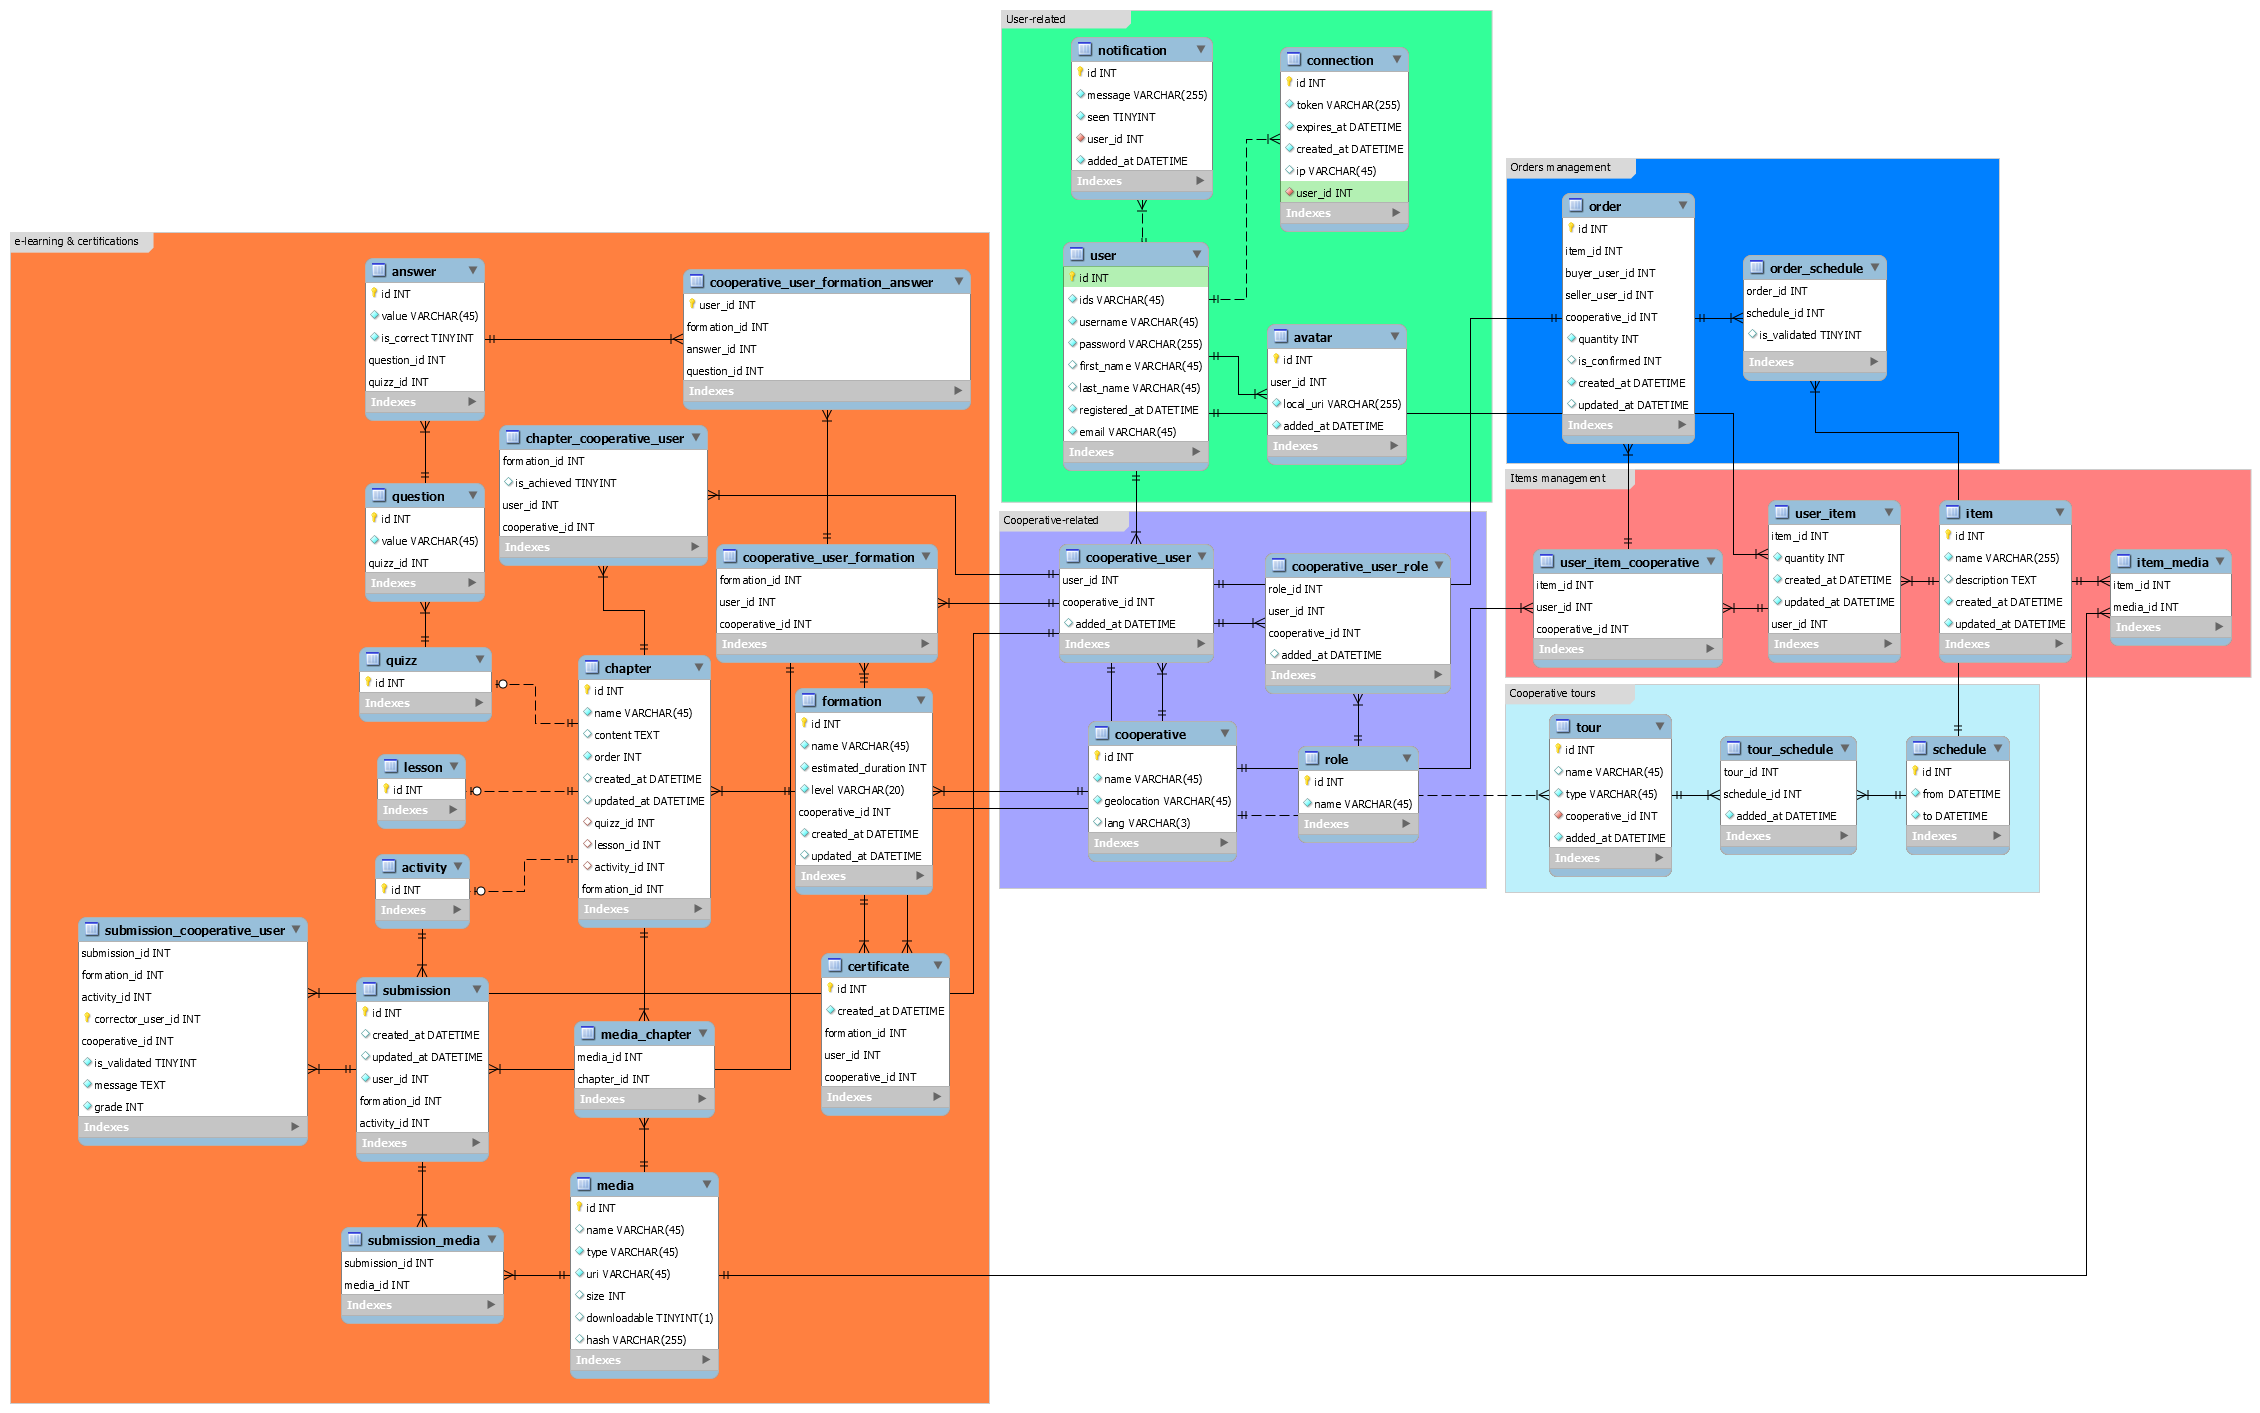 User-related
notification
id INT
message VARCHAR(255)
seen TINYINT
user_id INT
added_at DATETIME
Indexes
connection
id INT
token VARCHAR(255)
expires_at DATETIME
created_at DATETIME
ip VARCHAR(45)
user_id INT
Indexes
user
id INT
ids VARCHAR(45)
username VARCHAR(45)
password VARCHAR(255)
first_name VARCHAR(45)
last_name VARCHAR(45)
registered_at DATETIME
email VARCHAR(45)
Indexes
avatar
id INT
user_id INT
local_uri VARCHAR(255)
added_at DATETIME
Indexes
Orders management
order
id INT
item_id INT
buyer_user_id INT
seller_user_id INT
cooperative_id INT
quantity INT
is_confirmed INT
created_at DATETIME
updated_at DATETIME
Indexes
order_schedule
order_id INT
schedule_id INT
is_validated TINYINT
Indexes
e-learning & certifications
answer
id INT
value VARCHAR(45)
is_correct TINYINT
question_id INT
quizz_id INT
Indexes
cooperative_user_formation_answer
user_id INT
formation_id INT
answer_id INT
question_id INT
Indexes
chapter_cooperative_user
formation_id INT
is_achieved TINYINT
user_id INT
cooperative_id INT
Indexes
question
id INT
value VARCHAR(45)
quizz_id INT
Indexes
cooperative_user_formation
formation_id INT
user_id INT
cooperative_id INT
Indexes
quizz
id INT
Indexes
chapter
id INT
name VARCHAR(45)
content TEXT
order INT
created_at DATETIME
updated_at DATETIME
quizz_id INT
lesson_id INT
activity_id INT
formation_id INT
Indexes
formation
id INT
name VARCHAR(45)
estimated_duration INT
level VARCHAR(20)
cooperative_id INT
created_at DATETIME
updated_at DATETIME
Indexes
lesson
id INT
Indexes
activity
id INT
Indexes
submission_cooperative_user
submission_id INT
formation_id INT
activity_id INT
corrector_user_id INT
cooperative_id INT
is_validated TINYINT
message TEXT
grade INT
Indexes
submission
id INT
created_at DATETIME
updated_at DATETIME
user_id INT
formation_id INT
activity_id INT
Indexes
certificate
id INT
created_at DATETIME
formation_id INT
user_id INT
cooperative_id INT
Indexes
media_chapter
media_id INT
chapter_id INT
Indexes
media
id INT
name VARCHAR(45)
type VARCHAR(45)
uri VARCHAR(45)
size INT
downloadable TINYINT(1)
hash VARCHAR(255)
Indexes
submission_media
submission_id INT
media_id INT
Indexes
Cooperative-related
cooperative_user
user_id INT
cooperative_id INT
added_at DATETIME
Indexes
cooperative_user_role
role_id INT
user_id INT
cooperative_id INT
added_at DATETIME
Indexes
cooperative
id INT
name VARCHAR(45)
geolocation VARCHAR(45)
lang VARCHAR(3)
Indexes
role
id INT
name VARCHAR(45)
Indexes
Items management
user_item_cooperative
item_id INT
user_id INT
cooperative_id INT
Indexes
user_item
item_id INT
quantity INT
created_at DATETIME
updated_at DATETIME
user_id INT
Indexes
item
id INT
name VARCHAR(255)
description TEXT
created_at DATETIME
updated_at DATETIME
Indexes
item_media
item_id INT
media_id INT
Indexes
Cooperative tours
tour
id INT
name VARCHAR(45)
type VARCHAR(45)
cooperative_id INT
added_at DATETIME
Indexes
tour_schedule
tour_id INT
schedule_id INT
added_at DATETIME
Indexes
schedule
id INT
from DATETIME
to DATETIME
Indexes